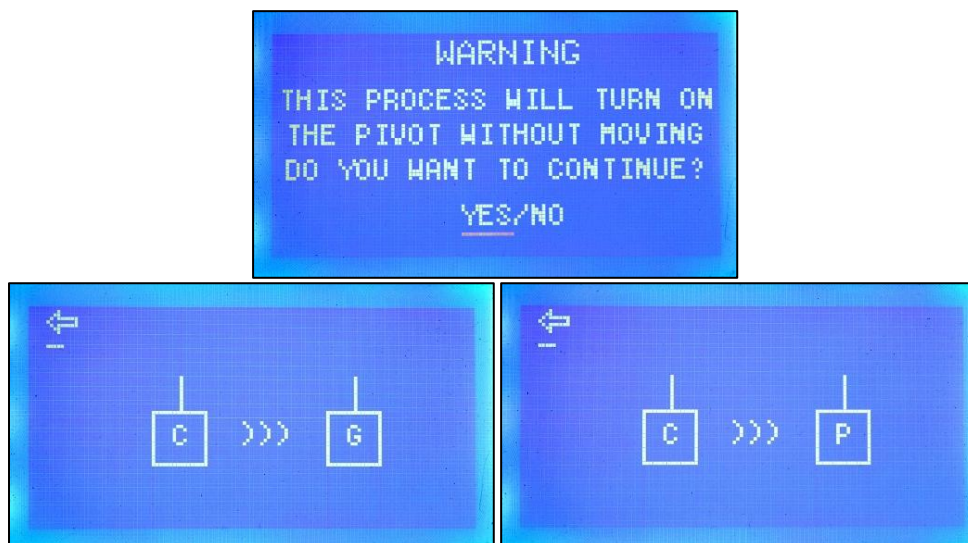 WARNING
THIS PROCESS WILL TURN ON
THE PIVOT WITHOUT MOVING
DO YOU WANT TO CONTINUE?
YES/NO
C >>> G
C >>> P